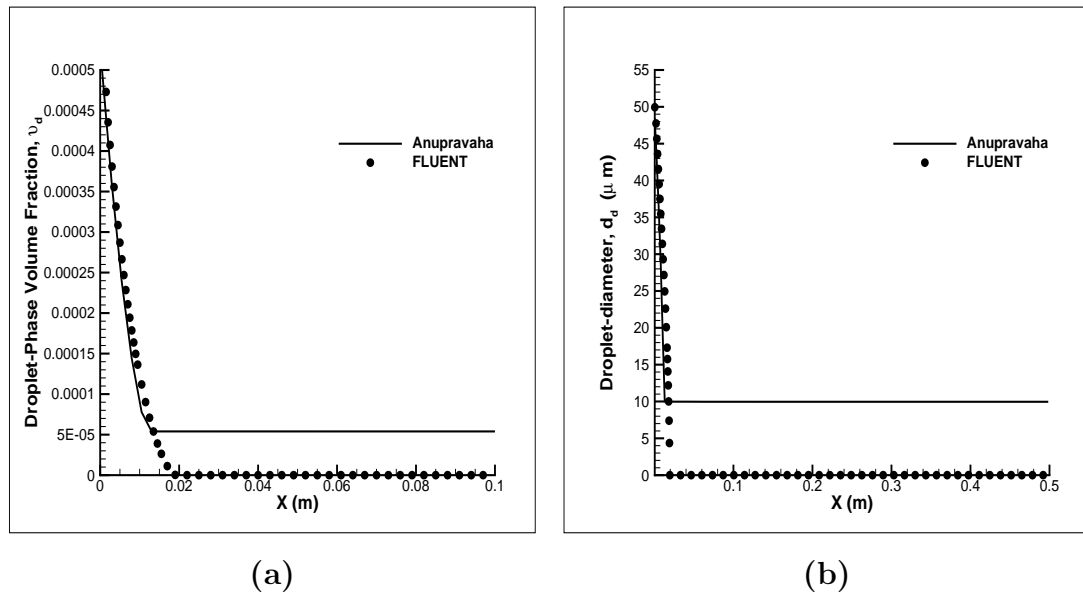 0.0005
0.00045
0.0004
0.00035
0.0003
0.00025
0.0002
0.00015
0.0001
5E-05
0
Droplet-Phase Volume Fraction, υd
Anupravaha
FLUENT
0 0.02 0.04 0.06 0.08 0.1
X (m)
(a)
55
50
45
40
35
30
25
20
15
10
5
0
Droplet-diameter, dd (μ m)
Anupravaha
FLUENT
0.1 0.2 0.3 0.4 0.5
X (m)
(b)